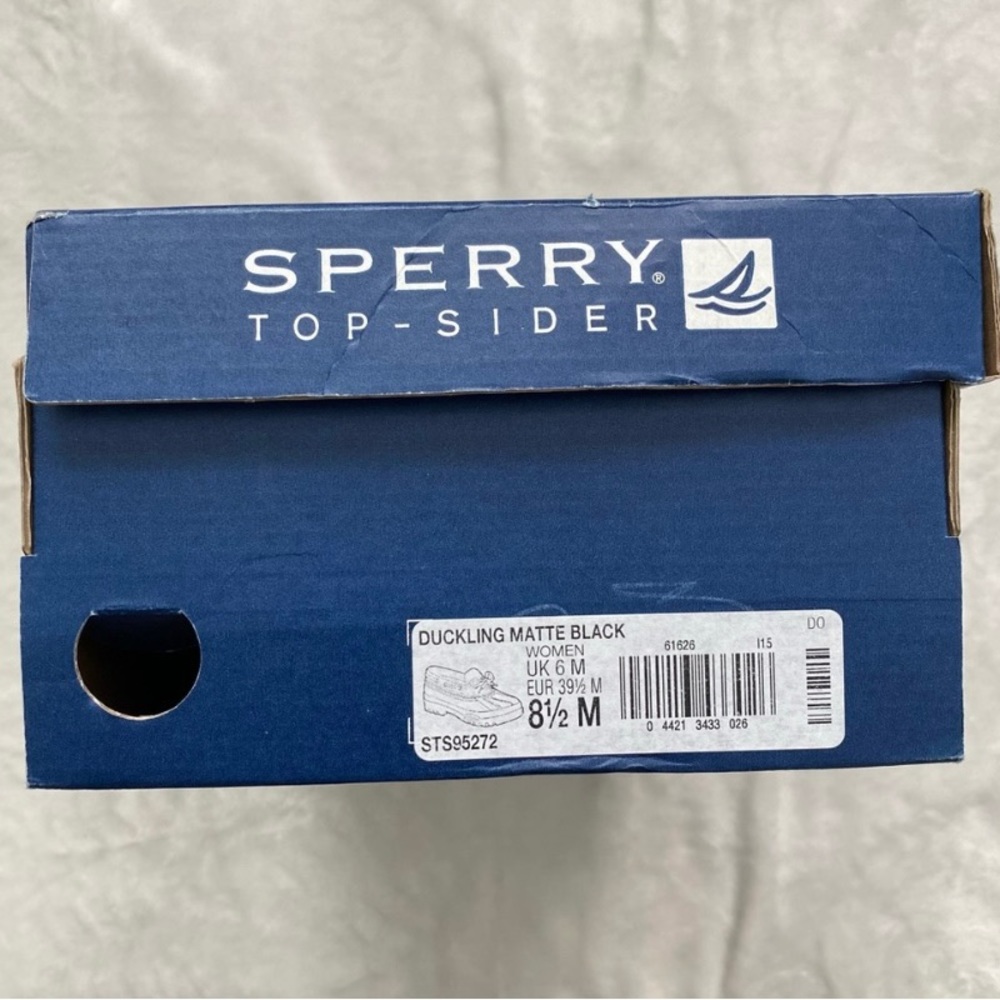 SPERRY®
TOP-SIDER
DUCKLING MATTE BLACK
DO
WOMEN
61626 I15
UK 6 M
EUR 39½ M
8½ M
0 4421 3433 026
STS95272